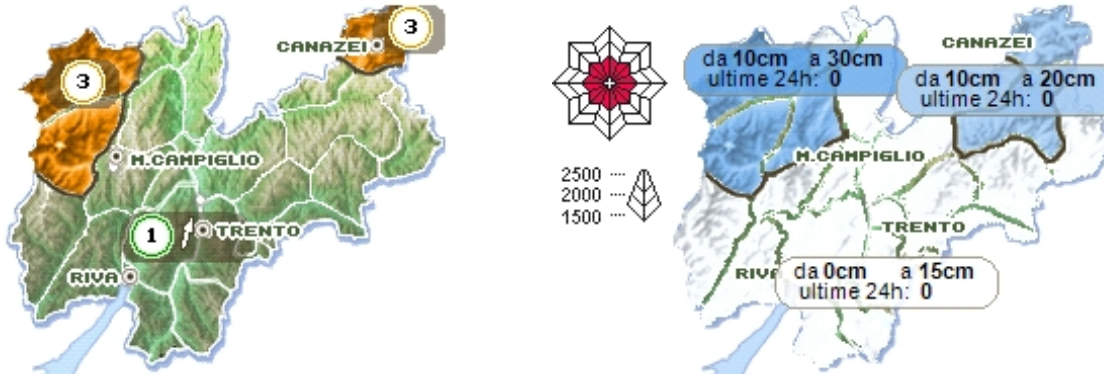 3
CANAZEI
3
M.CAMPIGLIO
1
TRENTO
RIVA
2500
2000
1500
CANAZEI
da 10cm a 30cm
ultime 24h: 0
da 10cm a 20cm
ultime 24h: 0
M.CAMPIGLIO
TRENTO
RIVA
da 0cm a 15cm
ultime 24h: 0